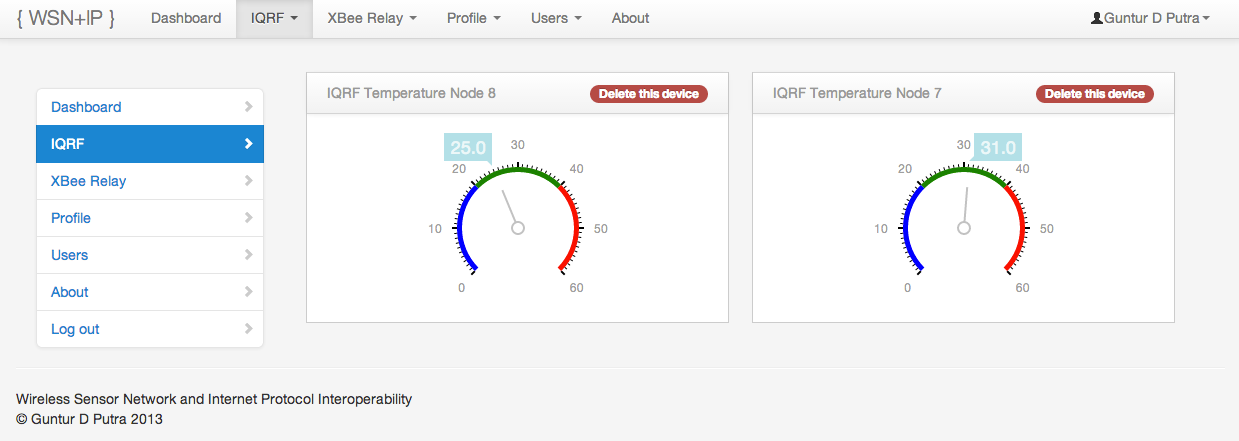 { WSN+IP } Dashboard IQRF XBee Relay Profile Users About Guntur D Putra
Dashboard
IQRF
XBee Relay
Profile
Users
About
Log out
IQRF Temperature Node 8 Delete this device
25.0
0
10
20
30
40
50
60
IQRF Temperature Node 7 Delete this device
31.0
0
10
20
30
40
50
60
Wireless Sensor Network and Internet Protocol Interoperability
© Guntur D Putra 2013